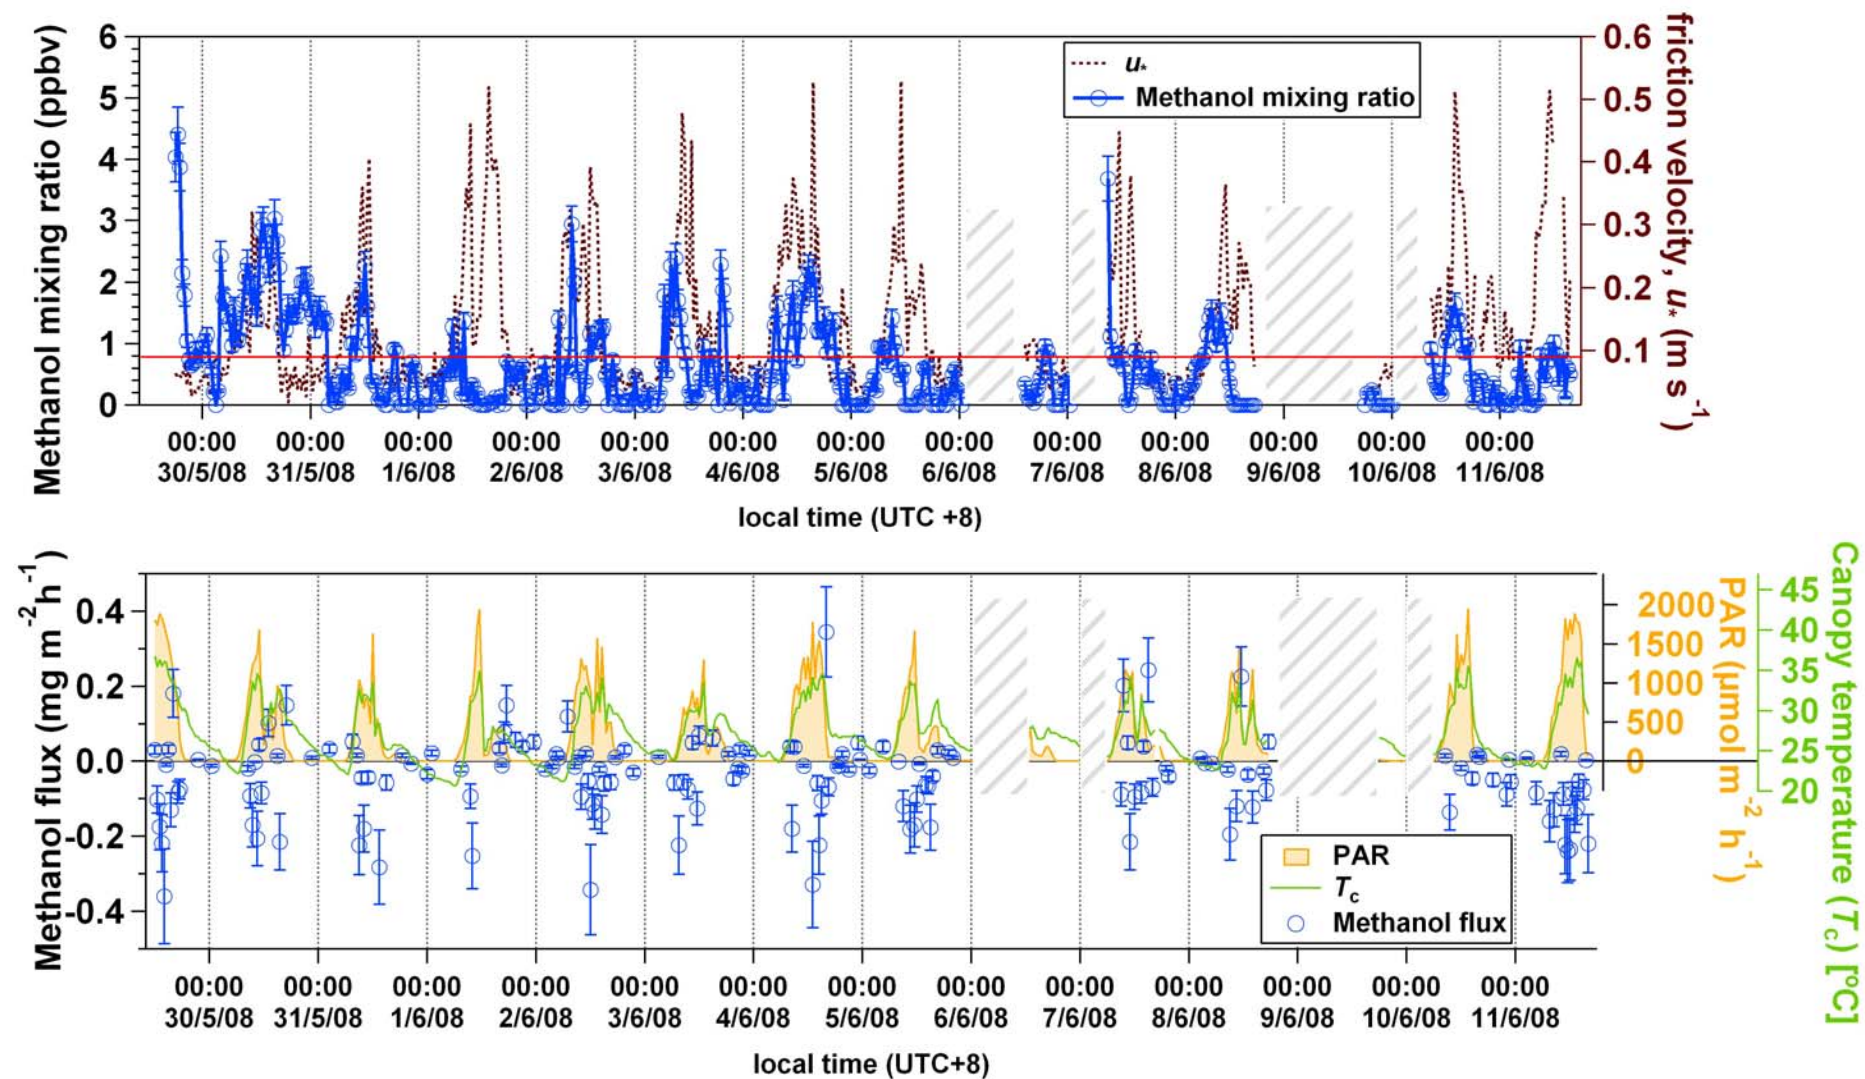 Methanol mixing ratio (ppbv)
6
5
4
3
2
1
0
u*
Methanol mixing ratio
0.6
0.5
0.4
0.3
0.2
0.1
friction velocity, u* (m s-1)
00:00 00:00 00:00 00:00 00:00 00:00 00:00 00:00 00:00 00:00 00:00 00:00 00:00
30/5/08 31/5/08 1/6/08 2/6/08 3/6/08 4/6/08 5/6/08 6/6/08 7/6/08 8/6/08 9/6/08 10/6/08 11/6/08
local time (UTC +8)
Methanol flux (mg m-2h-1)
0.4
0.2
0.0
-0.2
-0.4
2000
1500
1000
500
0
PAR (µmol m-2 h-1)
45
40
35
30
25
20
Canopy temperature (Tc) [ºC]
PAR
Tc
Methanol flux
00:00 00:00 00:00 00:00 00:00 00:00 00:00 00:00 00:00 00:00 00:00 00:00 00:00
30/5/08 31/5/08 1/6/08 2/6/08 3/6/08 4/6/08 5/6/08 6/6/08 7/6/08 8/6/08 9/6/08 10/6/08 11/6/08
local time (UTC+8)